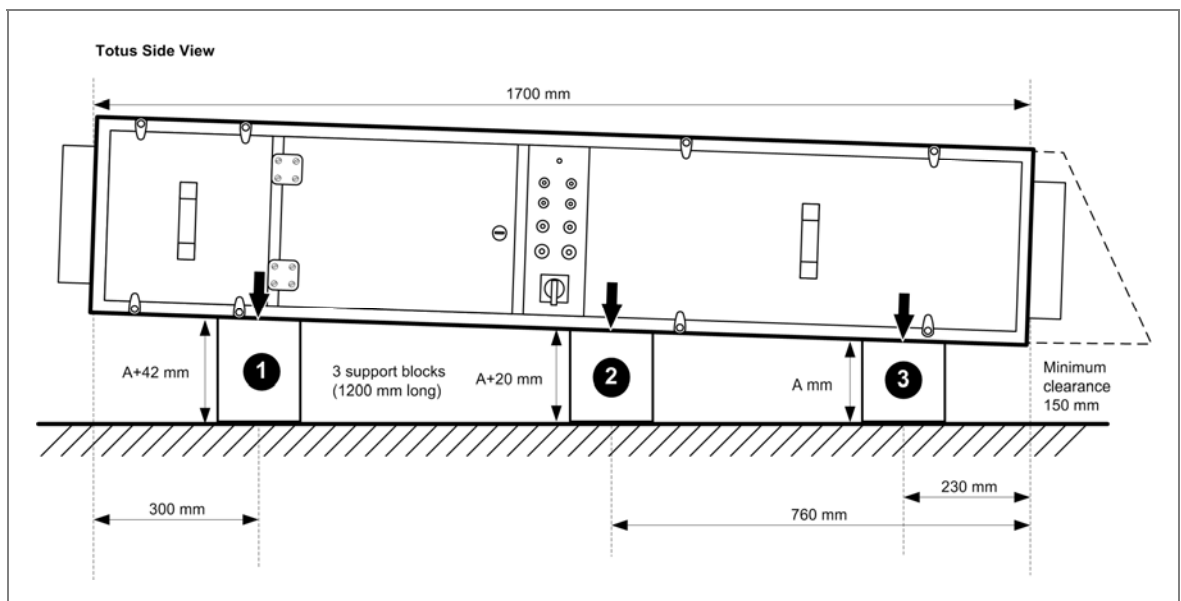 Totus Side View
1700 mm
A+42 mm
1
3 support blocks
(1200 mm long)
A+20 mm
2
A mm
3
Minimum
clearance
150 mm
300 mm
760 mm
230 mm